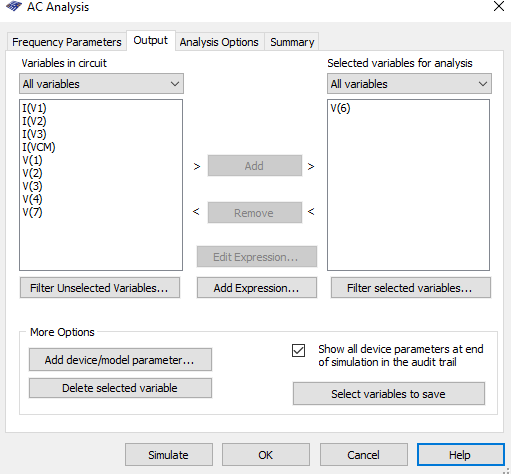 AC Analysis
Frequency Parameters Output Analysis Options Summary
Variables in circuit
All variables
I(V1)
I(V2)
I(V3)
I(VCM)
V(1)
V(2)
V(3)
V(4)
V(7)
Filter Unselected Variables...
> Add >
< Remove <
Edit Expression...
Add Expression...
Selected variables for analysis
All variables
V(6)
Filter selected variables...
More Options
Add device/model parameter...
Delete selected variable
Show all device parameters at end
of simulation in the audit trail
Select variables to save
Simulate OK Cancel Help